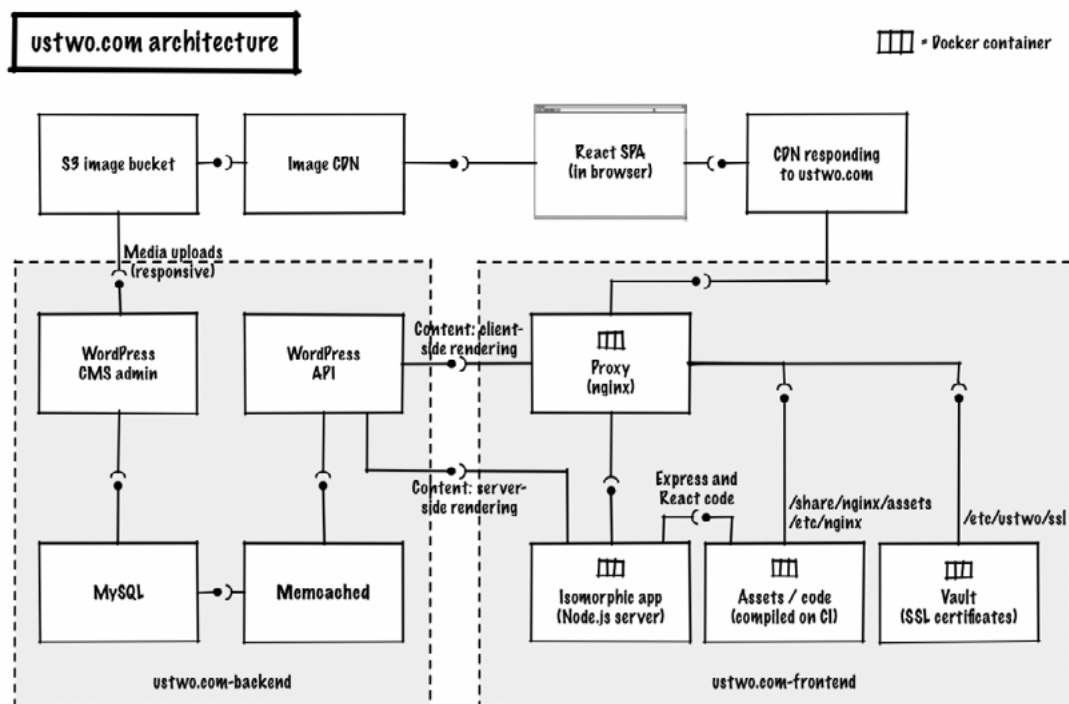 ustwo.com architecture
= Docker container
S3 image bucket
Image CDN
React SPA
(in browser)
CDN responding
to ustwo.com
Media uploads
(responsive)
WordPress
CMS admin
WordPress
API
Content: client-
side rendering
Proxy
(nginx)
Content: server-
side rendering
Express and
React code
/share/nginx/assets
/etc/nginx
/etc/ustwo/ssl
MySQL
Memcached
Isomorphic app
(Node.js server)
Assets / code
(compiled on CI)
Vault
(SSL certificates)
ustwo.com-backend
ustwo.com-frontend